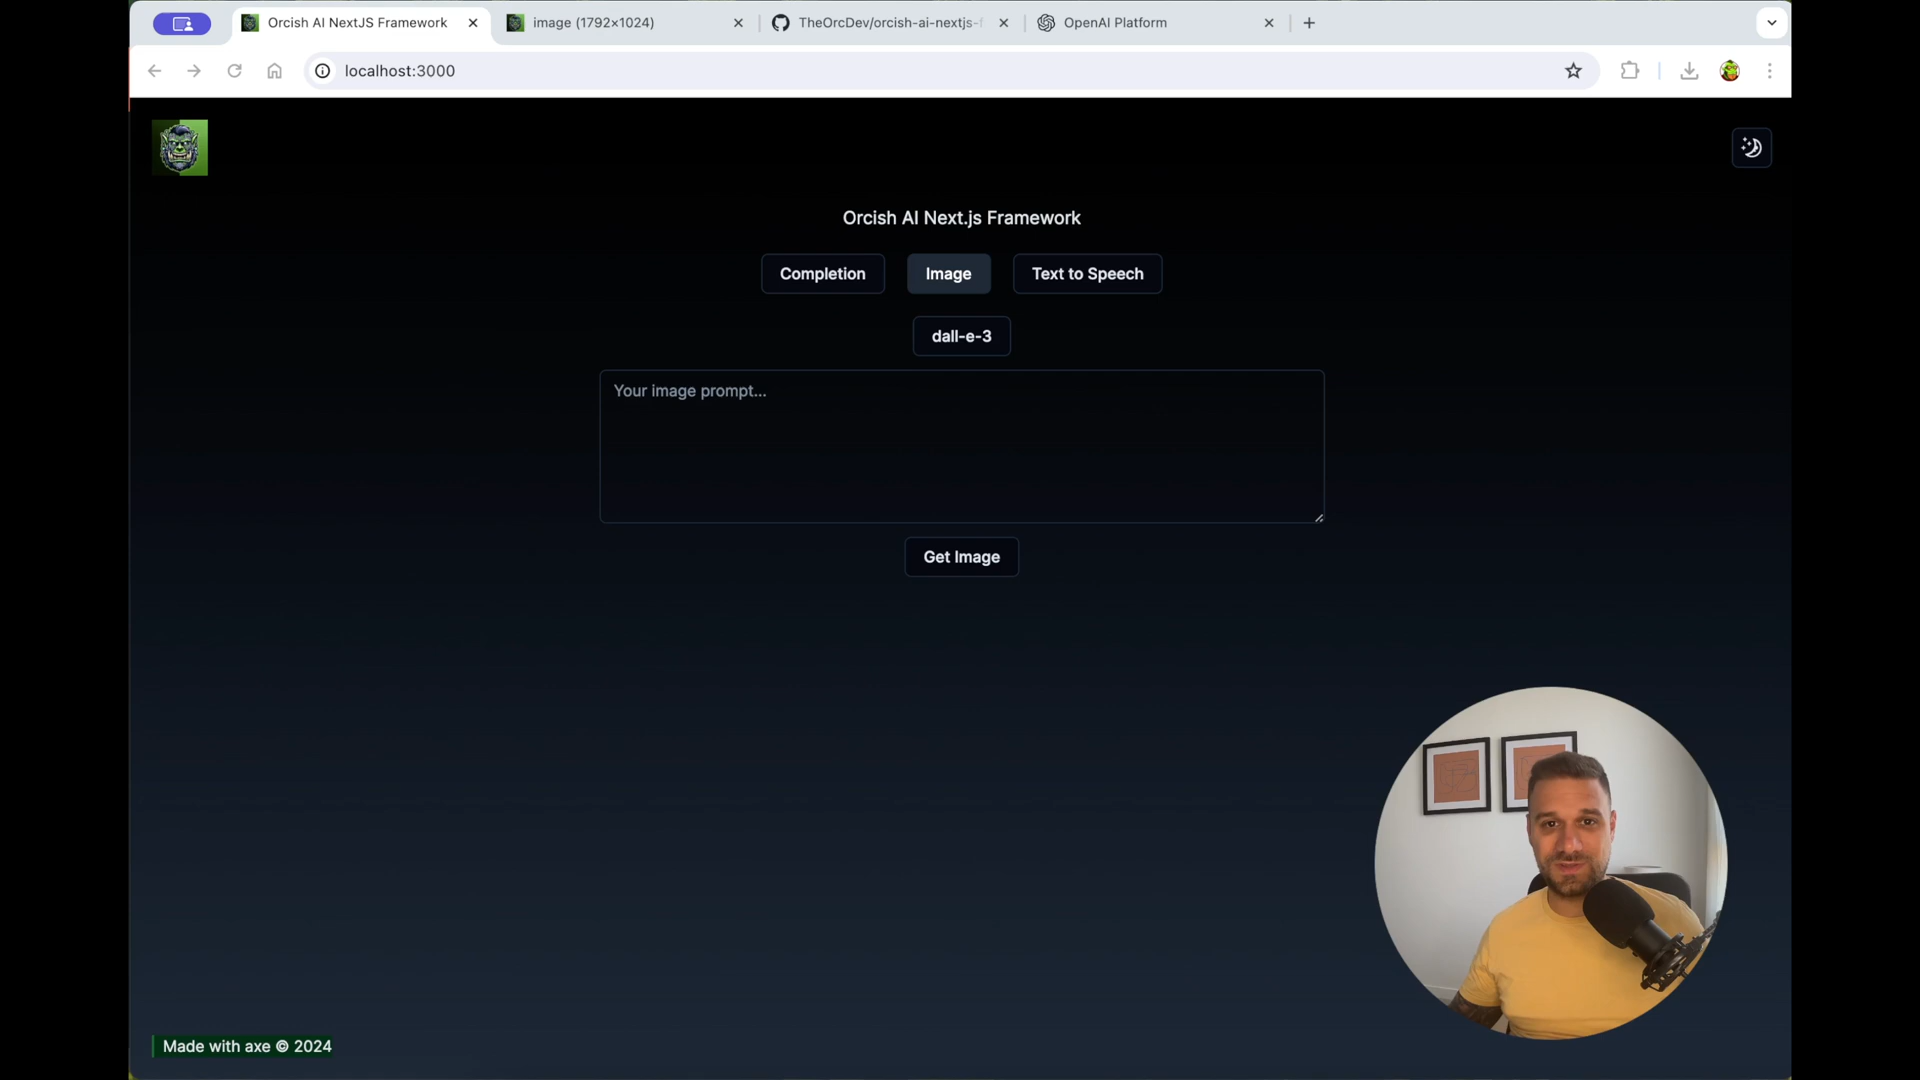 Orcish AI NextJS Framework
image (1792×1024)
TheOrcDev/orcish-ai-nextjs-f
OpenAI Platform
localhost:3000
Orcish AI Next.js Framework
Completion
Image
Text to Speech
dall-e-3
Your image prompt...
Get Image
Made with axe © 2024